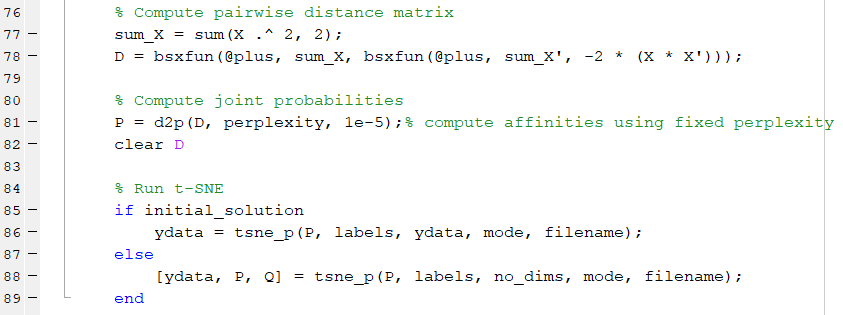 76 % Compute pairwise distance matrix
77 – sum_X = sum(X .^ 2, 2);
78 – D = bsxfun(@plus, sum_X, bsxfun(@plus, sum_X', -2 * (X * X')));
79
80 % Compute joint probabilities
81 – P = d2p(D, perplexity, 1e-5);% compute affinities using fixed perplexity
82 – clear D
83
84 % Run t-SNE
85 – if initial_solution
86 – ydata = tsne_p(P, labels, ydata, mode, filename);
87 – else
88 – [ydata, P, Q] = tsne_p(P, labels, no_dims, mode, filename);
89 – end